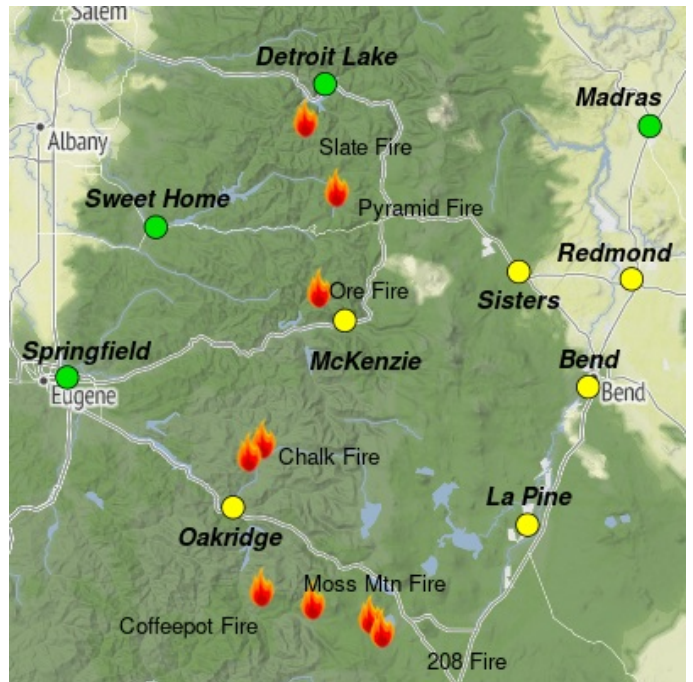 Salem
Detroit Lake
Madras
Albany
Slate Fire
Sweet Home
Pyramid Fire
Redmond
Ore Fire
Sisters
Springfield
McKenzie
Bend
Eugene
Bend
Chalk Fire
La Pine
Oakridge
Moss Mtn Fire
Coffeepot Fire
208 Fire